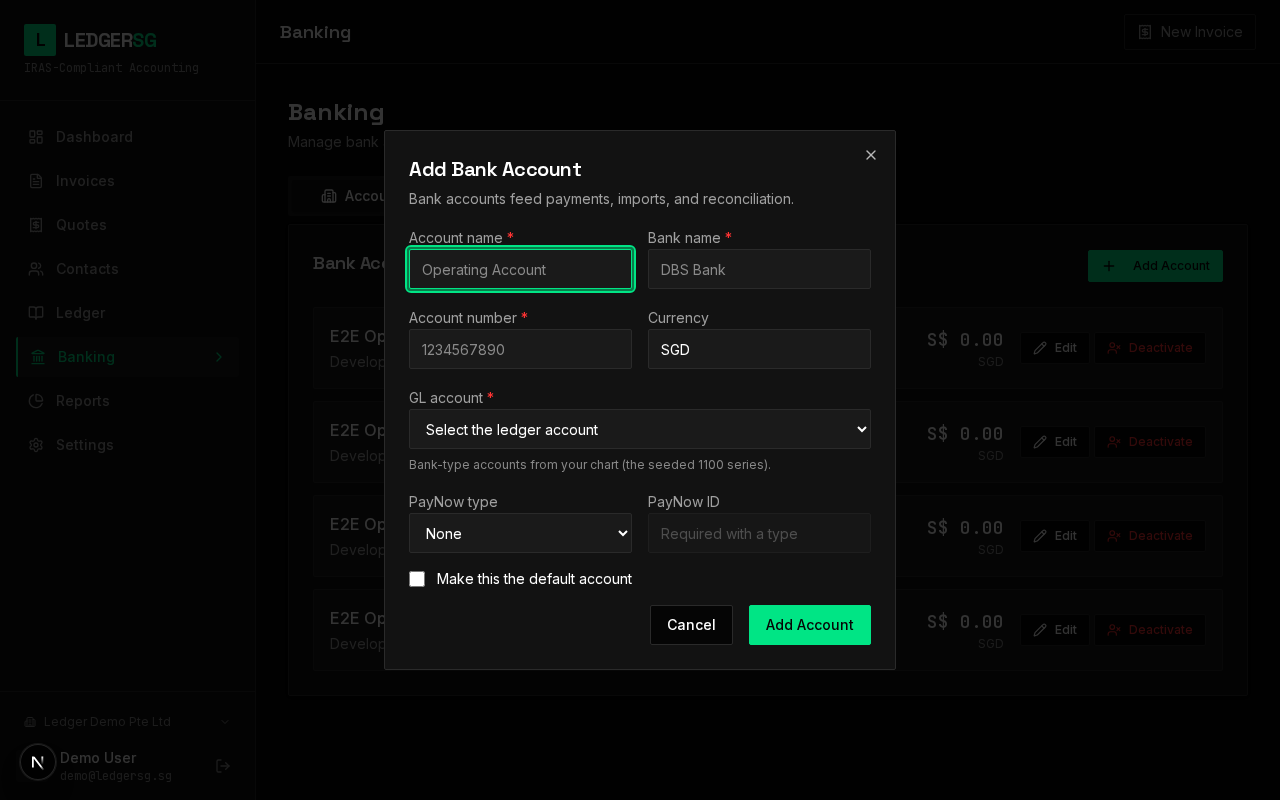 L LEDGERSG
IRAS-Compliant Accounting
Dashboard
Invoices
Quotes
Contacts
Ledger
Banking
Reports
Settings
Ledger Demo Pte Ltd
N Demo User
demo@ledgersg.sg
Banking
New Invoice
Banking
Manage bank
Accou
Bank Acc
Add Account
E2E Op
Develop
S$ 0.00
SGD
Edit
Deactivate
E2E Op
Develop
S$ 0.00
SGD
Edit
Deactivate
E2E Op
Develop
S$ 0.00
SGD
Edit
Deactivate
E2E Op
Develop
S$ 0.00
SGD
Edit
Deactivate
Add Bank Account
Bank accounts feed payments, imports, and reconciliation.
Account name *
Operating Account
Bank name *
DBS Bank
Account number *
1234567890
Currency
SGD
GL account *
Select the ledger account
Bank-type accounts from your chart (the seeded 1100 series).
PayNow type
None
PayNow ID
Required with a type
Make this the default account
Cancel
Add Account